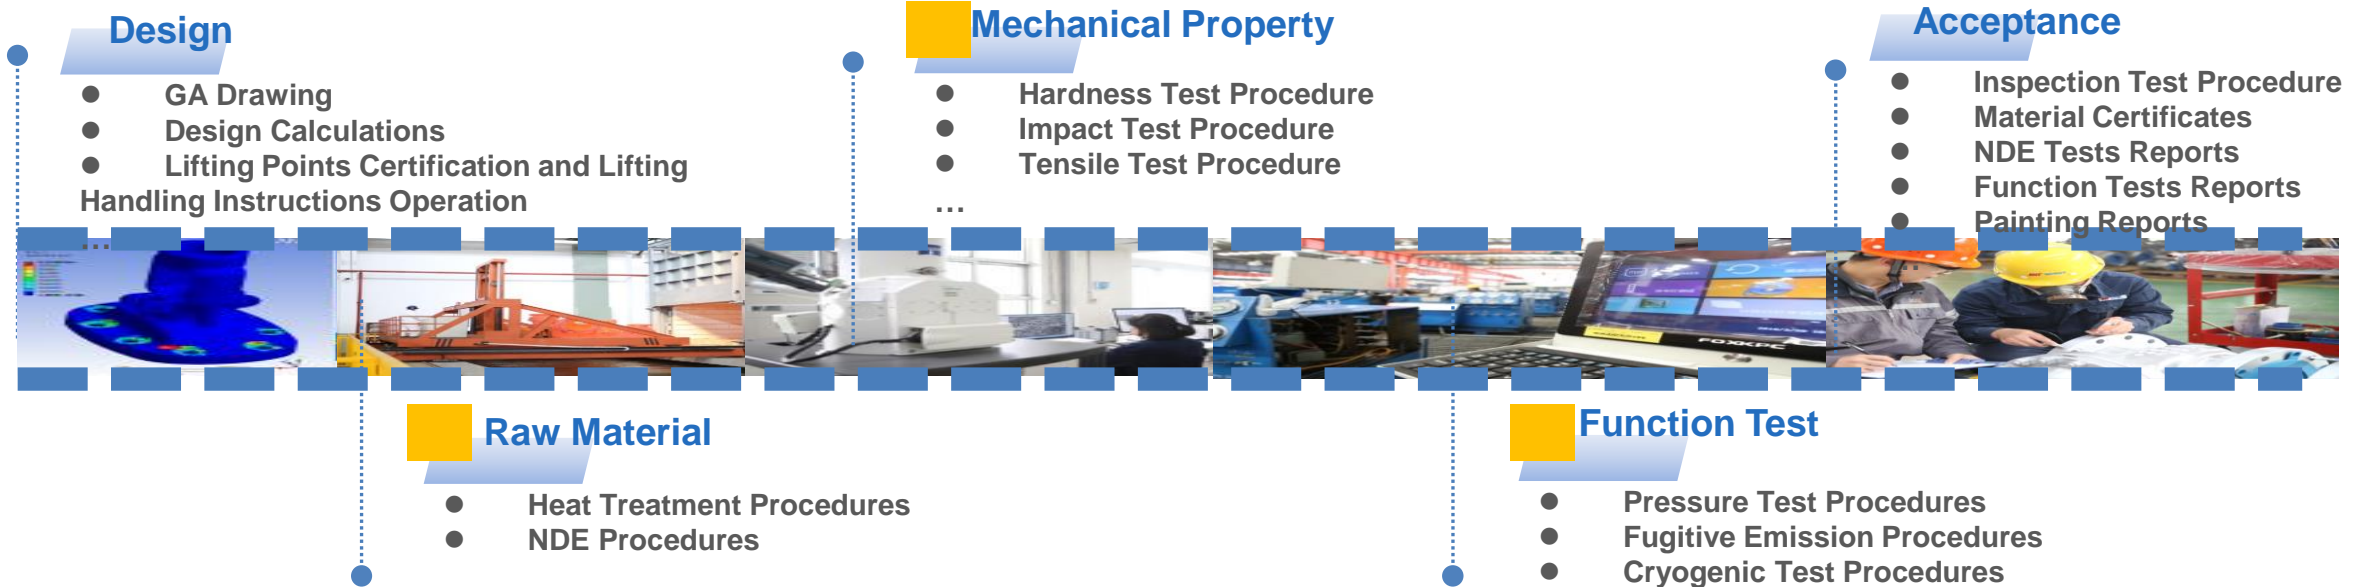 Design
GA Drawing
Design Calculations
Lifting Points Certification and Lifting
Handling Instructions Operation
…
Mechanical Property
Hardness Test Procedure
Impact Test Procedure
Tensile Test Procedure
…
Acceptance
Inspection Test Procedure
Material Certificates
NDE Tests Reports
Function Tests Reports
Painting Reports
…
FOXKPC
Raw Material
Heat Treatment Procedures
NDE Procedures
Function Test
Pressure Test Procedures
Fugitive Emission Procedures
Cryogenic Test Procedures